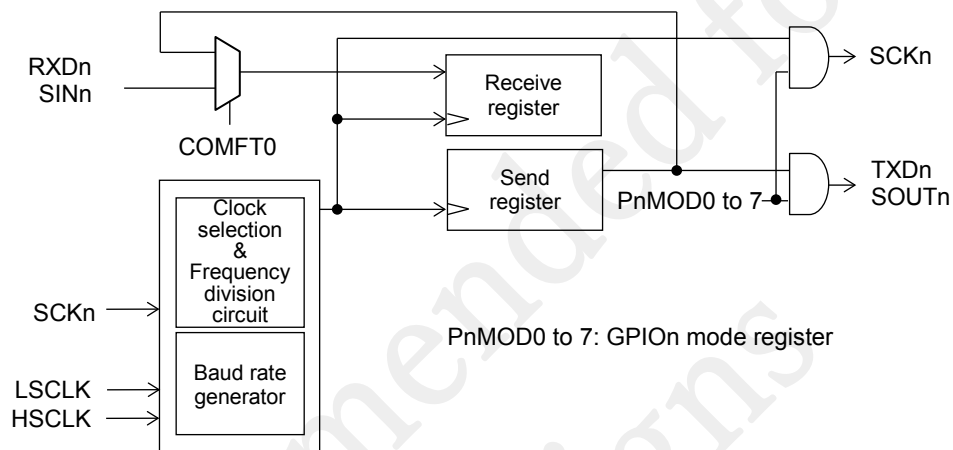 RXDn
SINn
COMFT0
Receive
register
Send
register
SCKn
TXDn
SOUTn
PnMOD0 to 7
Clock
selection
&
Frequency
division
circuit
Baud rate
generator
SCKn
LSCLK
HSCLK
PnMOD0 to 7: GPIOn mode register